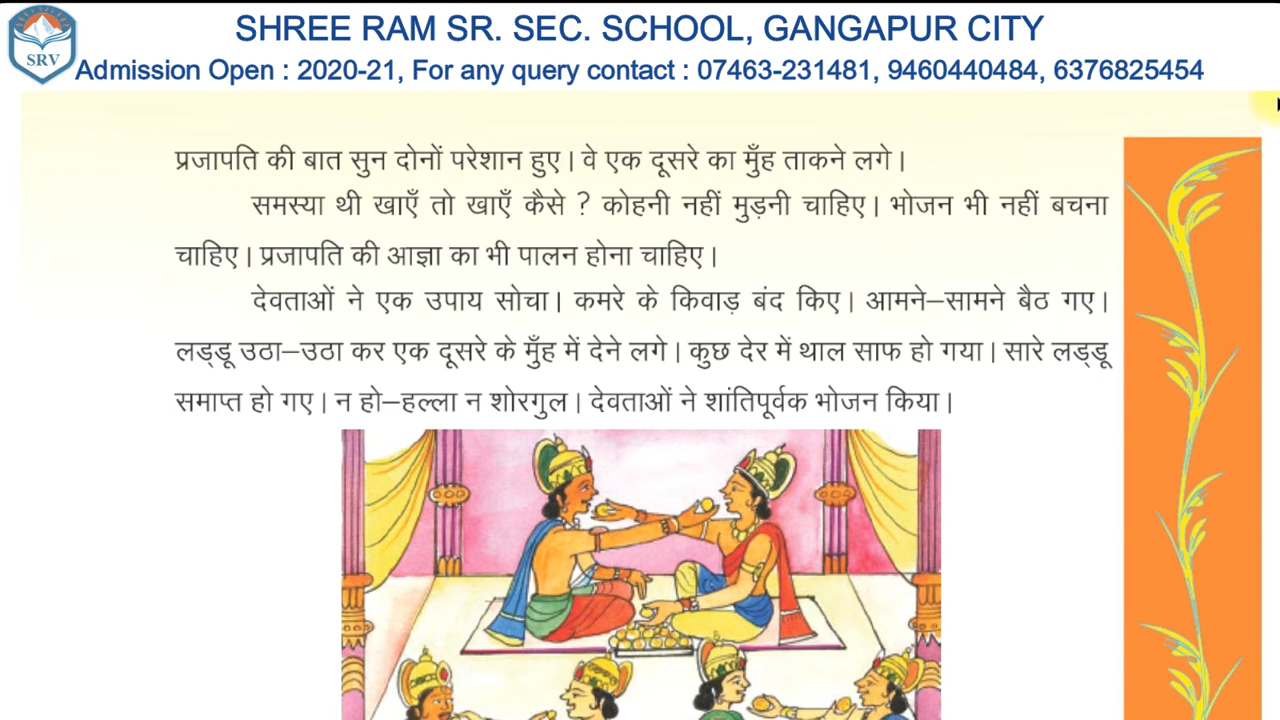 SHREE RAM SR. SEC. SCHOOL, GANGAPUR CITY
SRV
Admission Open : 2020-21, For any query contact : 07463-231481, 9460440484, 6376825454
प्रजापति की बात सुन दोनों परेशान हुए। वे एक दूसरे का मुँह ताकने लगे।
समस्या थी खाएँ तो खाएँ कैसे ? कोहनी नहीं मुड़नी चाहिए। भोजन भी नहीं बचना
चाहिए। प्रजापति की आज्ञा का भी पालन होना चाहिए।
देवताओं ने एक उपाय सोचा। कमरे के किवाड़ बंद किए। आमने–सामने बैठ गए।
लड्डू उठा–उठा कर एक दूसरे के मुँह में देने लगे। कुछ देर में थाल साफ हो गया। सारे लड्डू
समाप्त हो गए। न हो–हल्ला न शोरगुल। देवताओं ने शांतिपूर्वक भोजन किया।